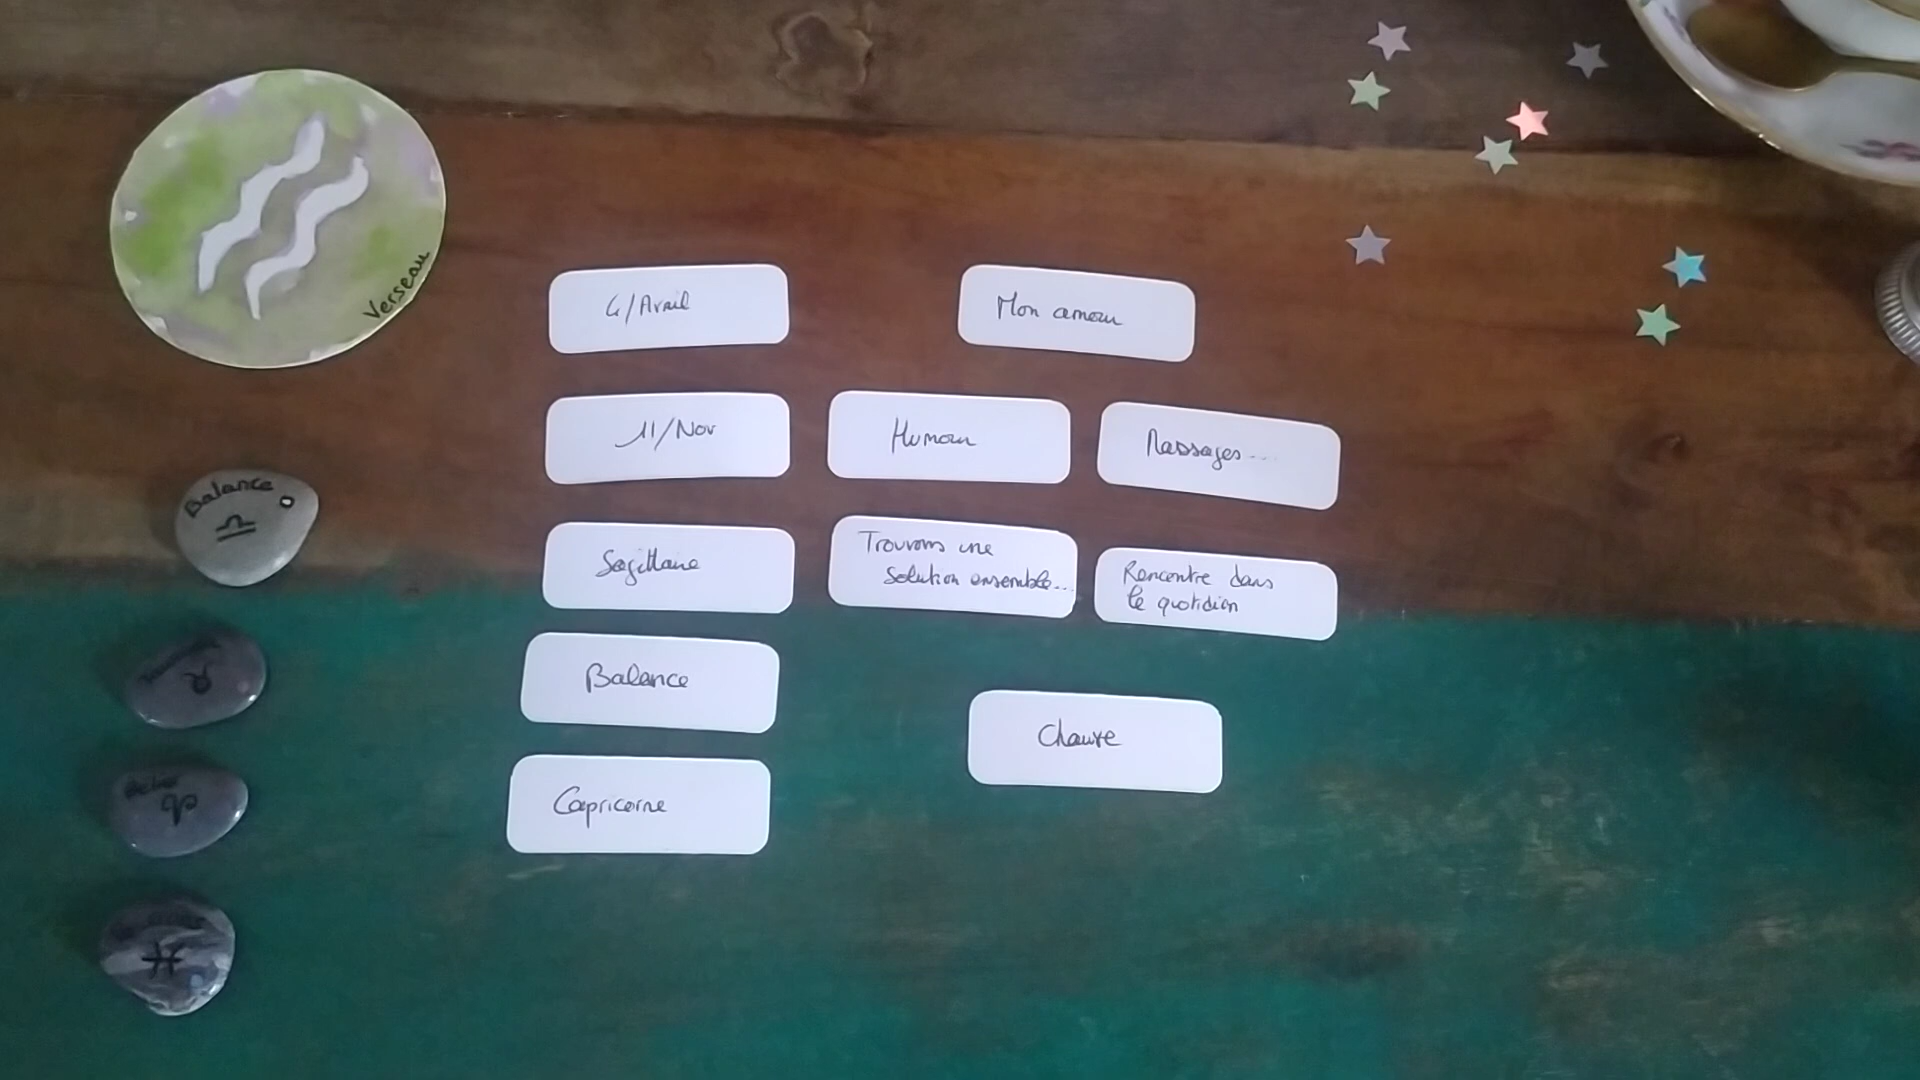 Verseau
4/Avril
Mon amour
11/Nov
Humour
Massages....
Balance
Sagittaire
Trouvons une
solution ensemble...
Rencontre dans
le quotidien
Balance
Chauve
Capricorne